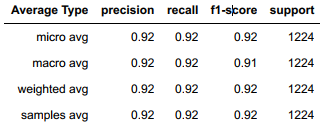 Average Type precision recall f1-score support
micro avg 0.92 0.92 0.92 1224
macro avg 0.92 0.92 0.91 1224
weighted avg 0.92 0.92 0.92 1224
samples avg 0.92 0.92 0.92 1224